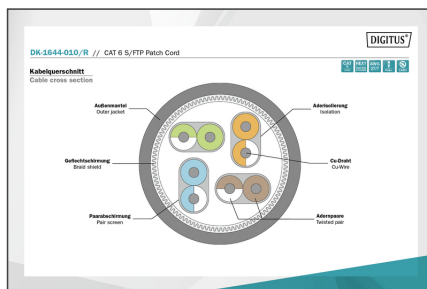 DIGITUS®
DK-1644-010/R // CAT 6 S/FTP Patch Cord
Kabelquerschnitt
Cable cross section
Außenmantel
Outer jacket
Aderisolierung
Isolation
Geflechtschirmung
Braid shield
Cu-Draht
Cu-Wire
Paarabschirmung
Pair screen
Adernpaare
Twisted pair